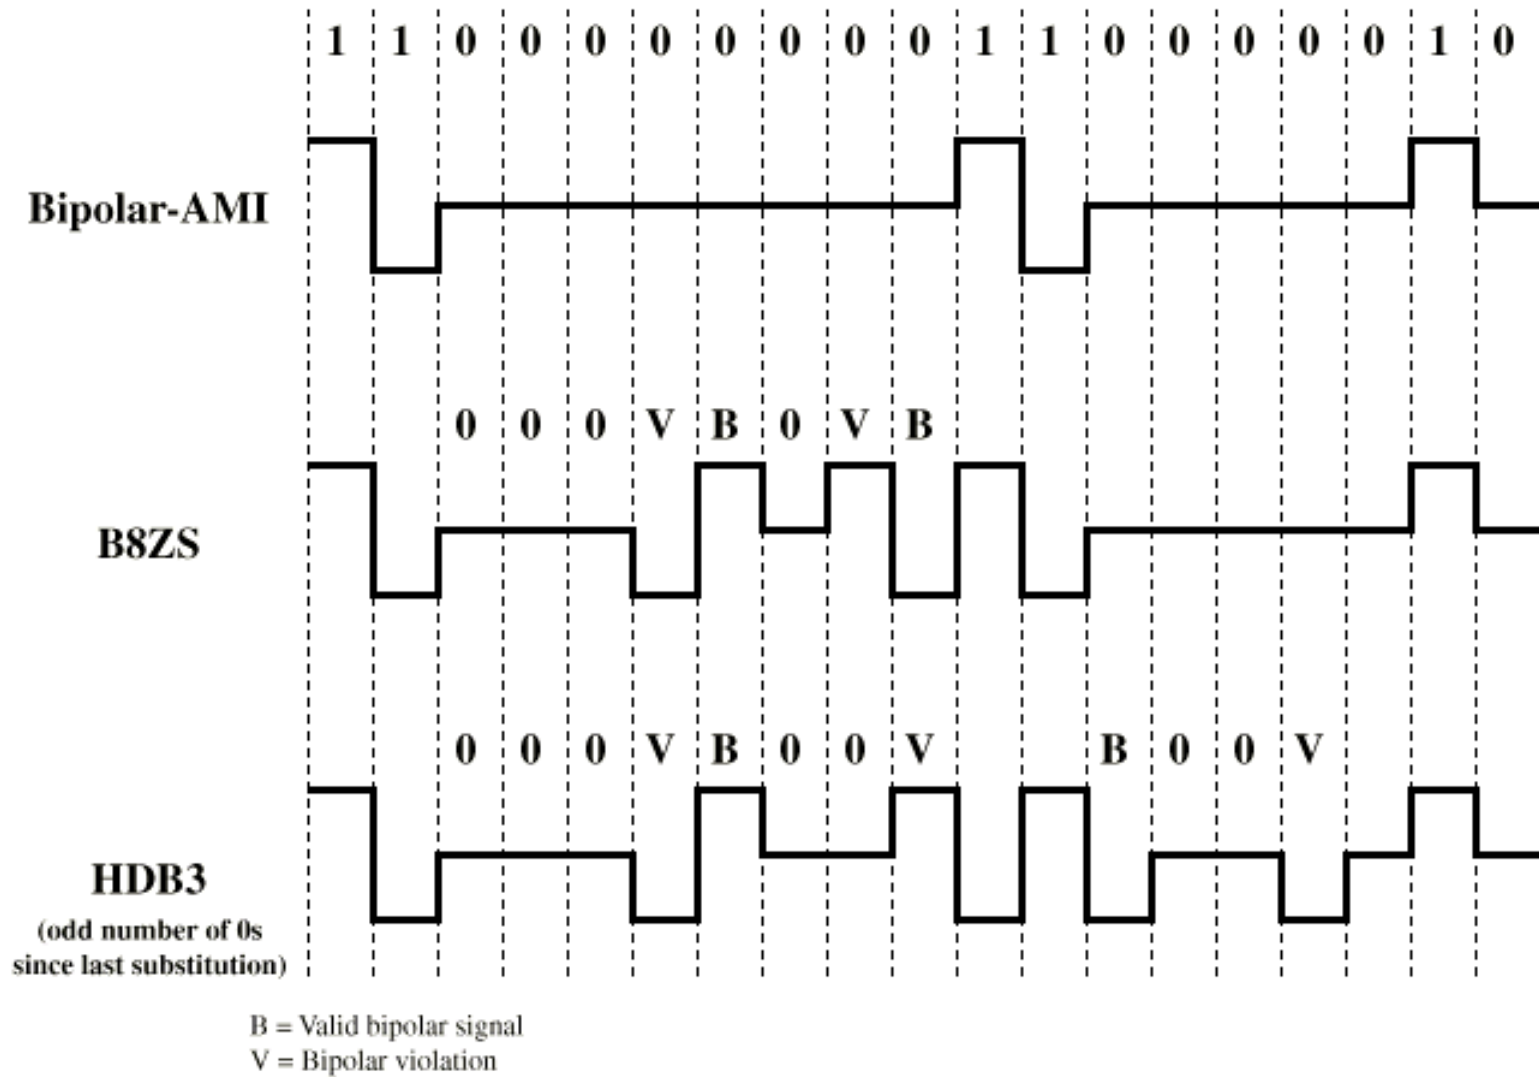 1 1 0 0 0 0 0 0 0 0 1 1 0 0 0 0 0 1 0
Bipolar-AMI
0 0 0 V B 0 V B
B8ZS
0 0 0 V B 0 0 V B 0 0 V
HDB3
(odd number of 0s
since last substitution)
B = Valid bipolar signal
V = Bipolar violation